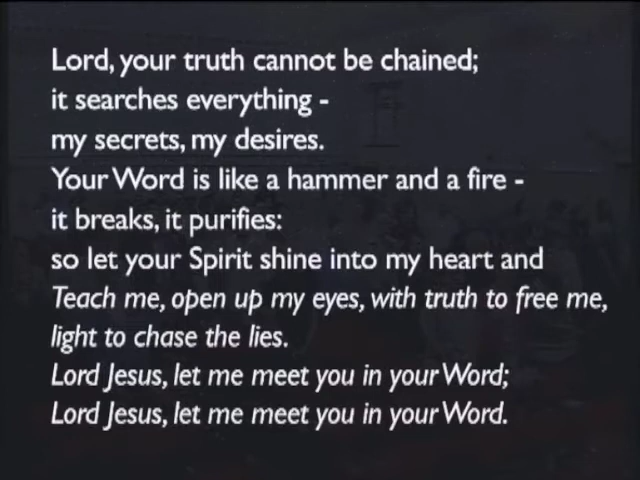 Lord, your truth cannot be chained;
it searches everything -
my secrets, my desires.
Your Word is like a hammer and a fire -
it breaks, it purifies:
so let your Spirit shine into my heart and
Teach me, open up my eyes, with truth to free me,
light to chase the lies.
Lord Jesus, let me meet you in your Word;
Lord Jesus, let me meet you in your Word.